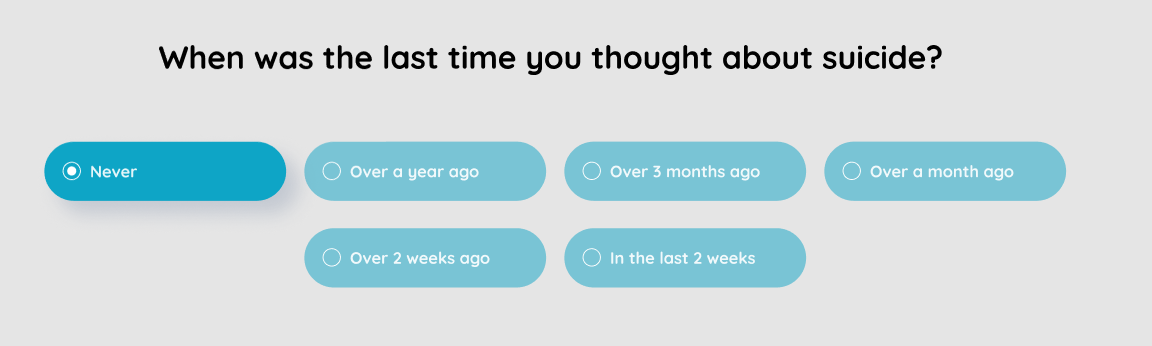 When was the last time you thought about suicide?
Never
Over a year ago
Over 3 months ago
Over a month ago
Over 2 weeks ago
In the last 2 weeks